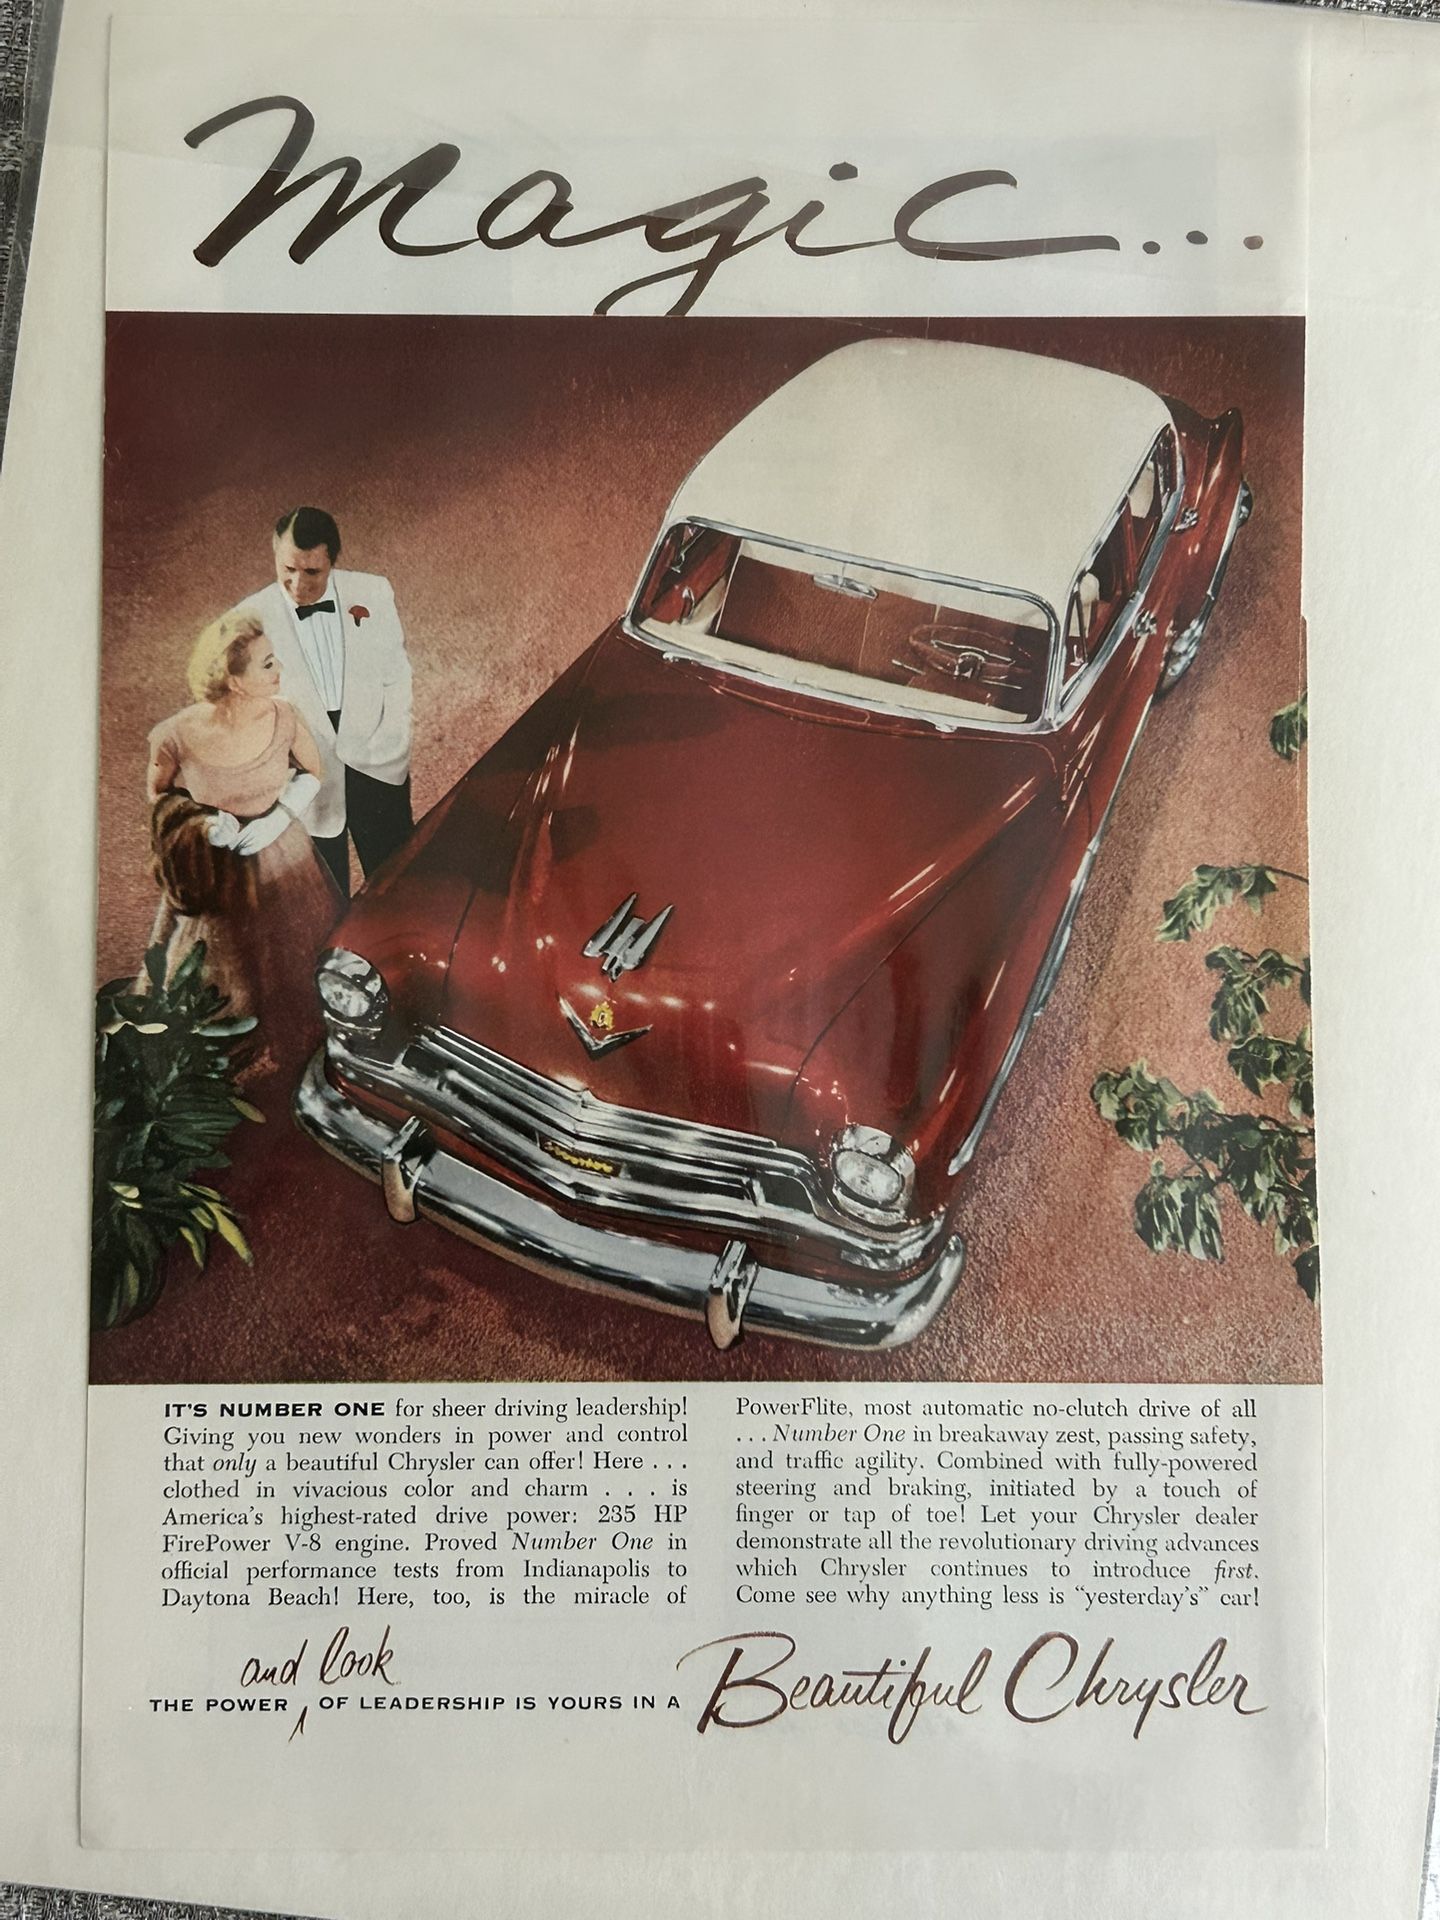 Magic...
IT'S NUMBER ONE for sheer driving leadership!
Giving you new wonders in power and control
that only a beautiful Chrysler can offer! Here . . .
clothed in vivacious color and charm . . . is
America's highest-rated drive power: 235 HP
FirePower V-8 engine. Proved Number One in
official performance tests from Indianapolis to
Daytona Beach! Here, too, is the miracle of
PowerFlite, most automatic no-clutch drive of all
. . . Number One in breakaway zest, passing safety,
and traffic agility. Combined with fully-powered
steering and braking, initiated by a touch of
finger or tap of toe! Let your Chrysler dealer
demonstrate all the revolutionary driving advances
which Chrysler continues to introduce first.
Come see why anything less is "yesterday's" car!
and look
THE POWER OF LEADERSHIP IS YOURS IN A Beautiful Chrysler